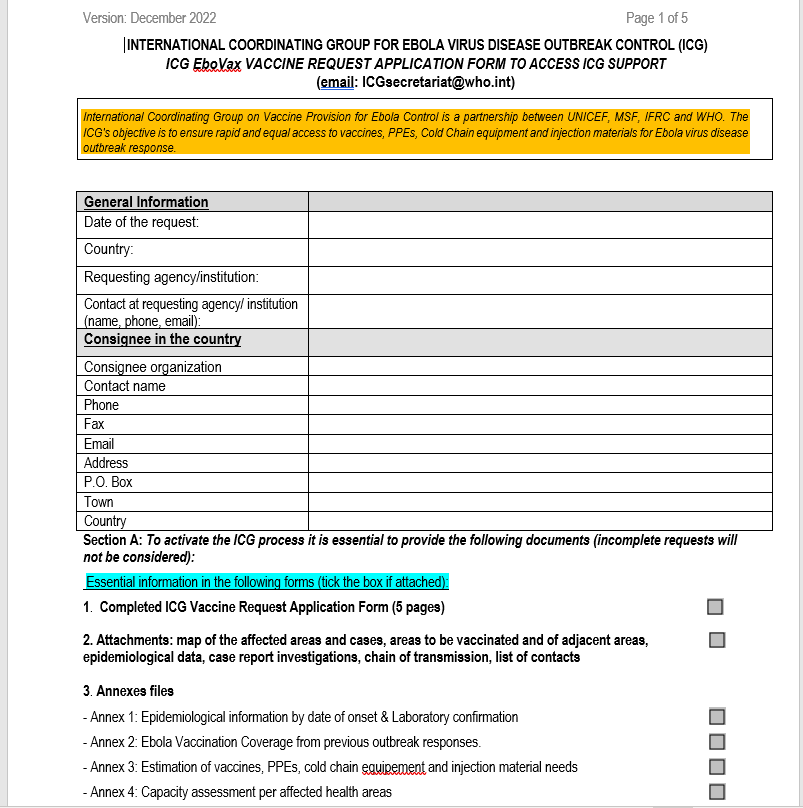 Version: December 2022 Page 1 of 5
INTERNATIONAL COORDINATING GROUP FOR EBOLA VIRUS DISEASE OUTBREAK CONTROL (ICG)
ICG EboVax VACCINE REQUEST APPLICATION FORM TO ACCESS ICG SUPPORT
(email: ICGsecretariat@who.int)
International Coordinating Group on Vaccine Provision for Ebola Control is a partnership between UNICEF, MSF, IFRC and WHO. The
ICG's objective is to ensure rapid and equal access to vaccines, PPEs, Cold Chain equipment and injection materials for Ebola virus disease
outbreak response.
General Information
Date of the request:
Country:
Requesting agency/institution:
Contact at requesting agency/ institution
(name, phone, email):
Consignee in the country
Consignee organization
Contact name
Phone
Fax
Email
Address
P.O. Box
Town
Country
Section A: To activate the ICG process it is essential to provide the following documents (incomplete requests will
not be considered):
Essential information in the following forms (tick the box if attached):
1. Completed ICG Vaccine Request Application Form (5 pages)
2. Attachments: map of the affected areas and cases, areas to be vaccinated and of adjacent areas,
epidemiological data, case report investigations, chain of transmission, list of contacts
3. Annexes files
- Annex 1: Epidemiological information by date of onset & Laboratory confirmation
- Annex 2: Ebola Vaccination Coverage from previous outbreak responses.
- Annex 3: Estimation of vaccines, PPEs, cold chain equipement and injection material needs
- Annex 4: Capacity assessment per affected health areas